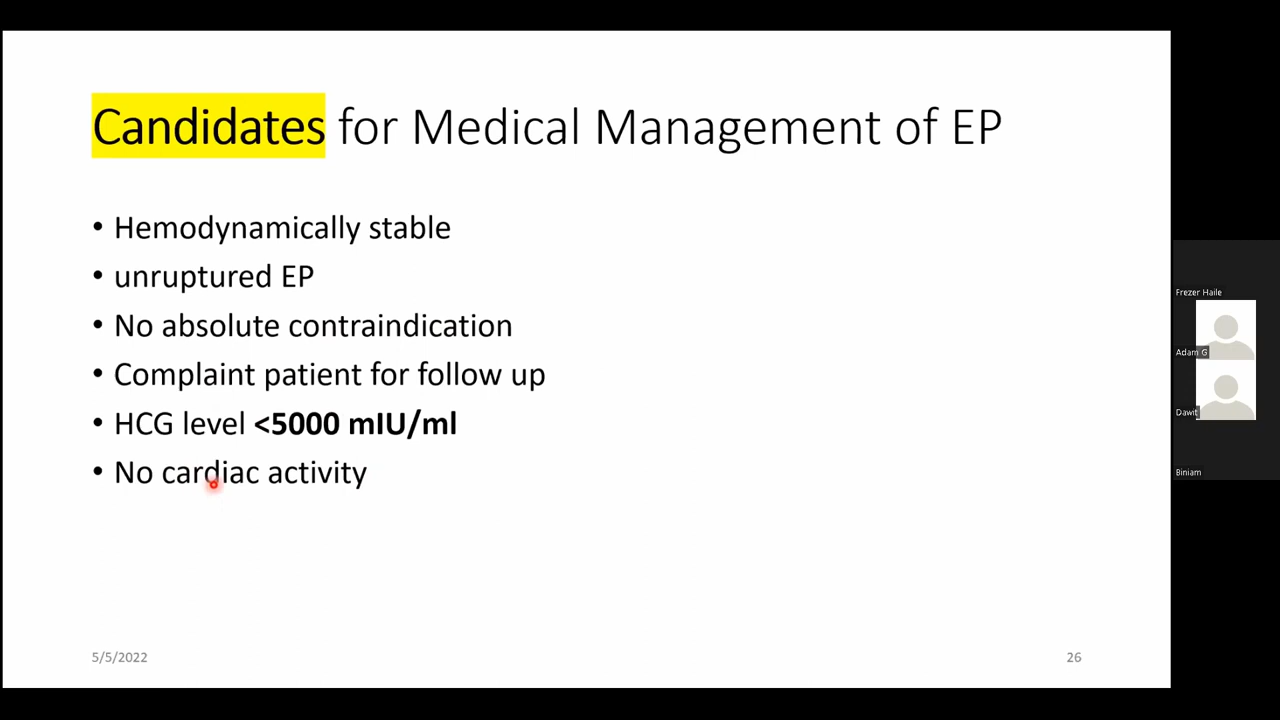 Candidates for Medical Management of EP
• Hemodynamically stable
• unruptured EP
• No absolute contraindication
• Complaint patient for follow up
• HCG level <5000 mIU/ml
• No cardiac activity
5/5/2022
26
Frezer Haile
Adam G
Dawit
Biniam